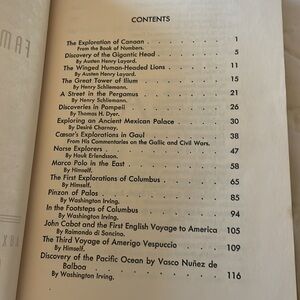 CONTENTS
The Exploration of Canaan . . . . . . 1
From the Book of Numbers.
Discovery of the Gigantic Head . . . . . 5
By Austen Henry Layard.
The Winged Human-Headed Lions . . . . 11
By Austen Henry Layard.
The Great Tower of Ilium . . . . . . 15
By Henry Schliemann.
A Street in the Pergamus . . . . . . 21
By Henry Schliemann.
Discoveries in Pompeii . . . . . . 26
By Thomas H. Dyer.
Exploring an Ancient Mexican Palace . . . 30
By Desiré Charnay.
Cæsar's Explorations in Gaul . . . . . 38
From His Commentaries on the Gallic and Civil Wars.
Norse Explorers . . . . . . . . 47
By Hauk Erlendsson.
Marco Polo in the East . . . . . . 58
By Himself.
The First Explorations of Columbus . . . . 65
By Himself.
Pinzon of Palos . . . . . . . . 85
By Washington Irving.
In the Footsteps of Columbus . . . . . 94
By Washington Irving.
John Cabot and the First English Voyage to America 105
By Raimondo di Soncino.
The Third Voyage of Amerigo Vespuccio . . . 109
By Himself.
Discovery of the Pacific Ocean by Vasco Nuñez de
Balboa . . . . . . . . . 116
By Washington Irving.
FAM